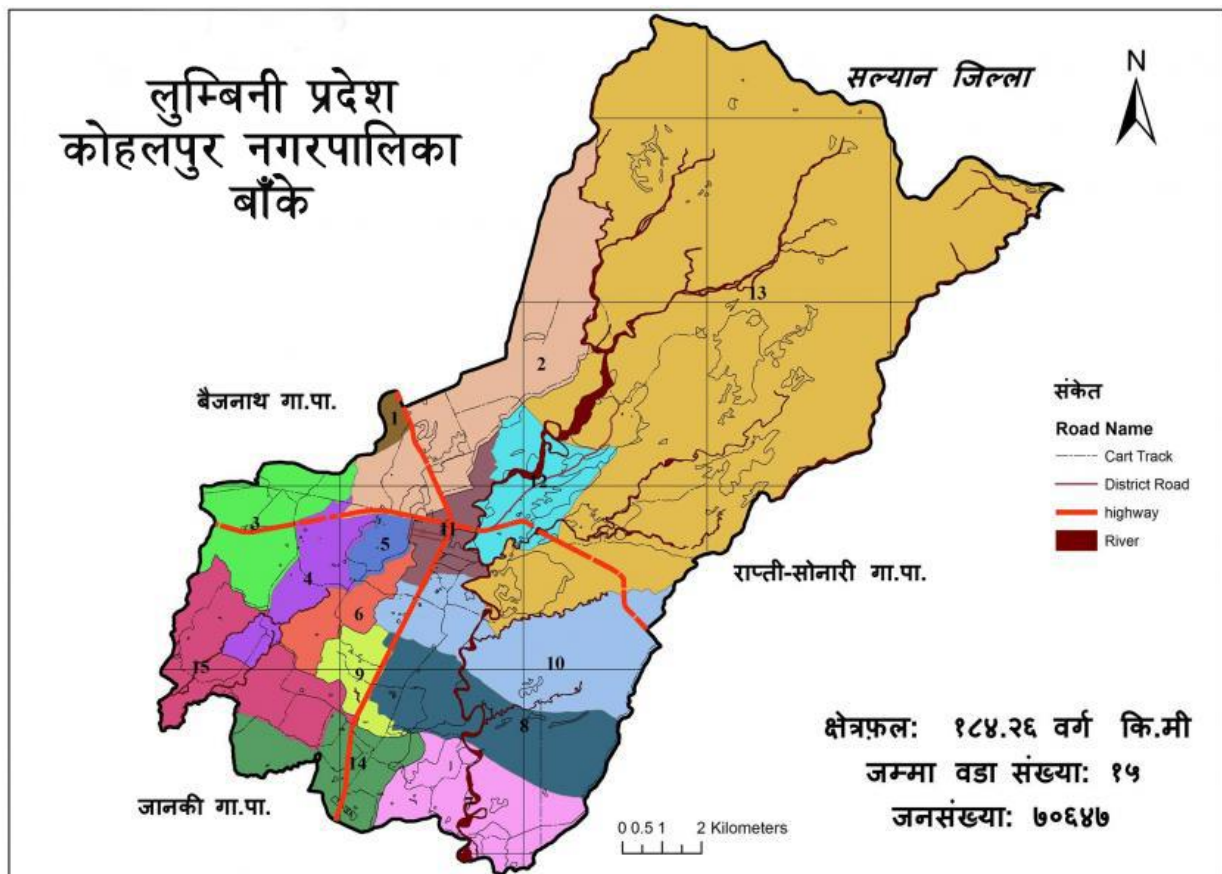 लुम्बिनी प्रदेश
कोहलपुर नगरपालिका
बाँके
सल्यान जिल्ला
N
13
2
बैजनाथ गा.पा.
1
संकेत
Road Name
Cart Track
District Road
highway
River
3
11
5
4
राप्ती-सोनारी गा.पा.
6
15
9
10
8
14
क्षेत्रफ़ल: १८४.२६ वर्ग कि.मी
जम्मा वडा संख्या: १५
जनसंख्या: ७०६४७
जानकी गा.पा.
0 0.5 1 2 Kilometers